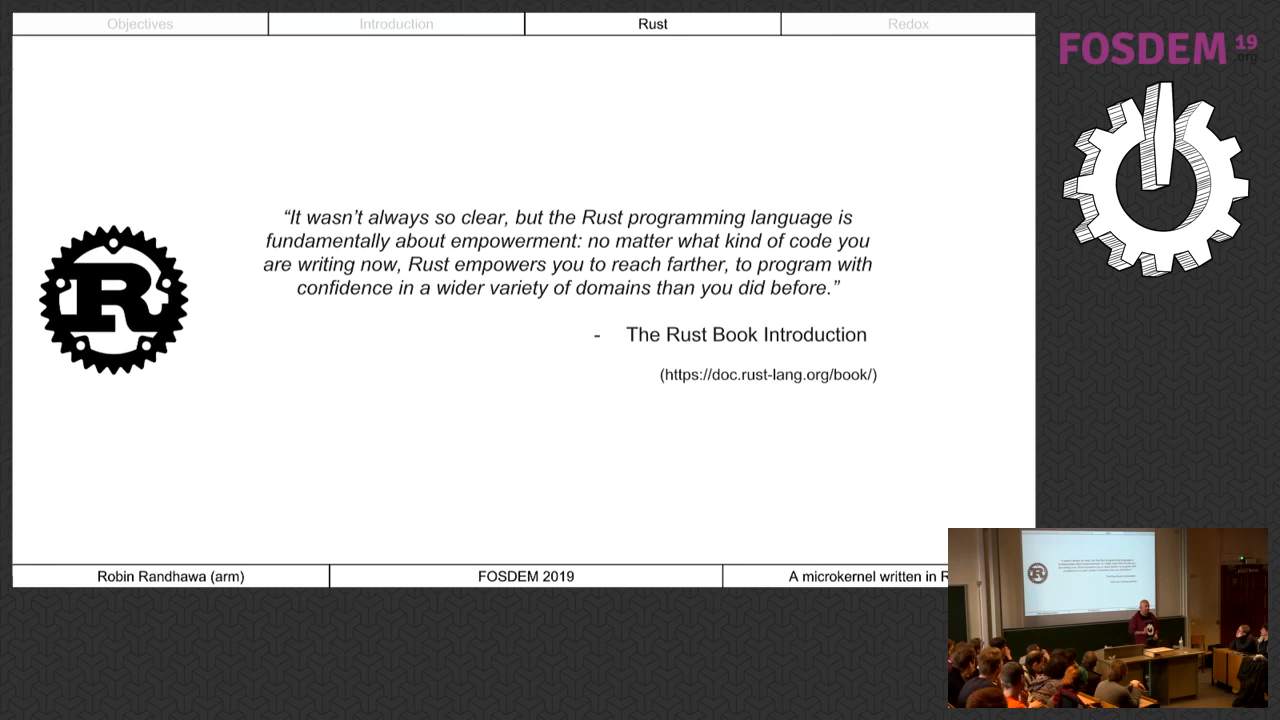 Objectives
Introduction
Rust
Redox
FOSDEM 19
.org
“It wasn’t always so clear, but the Rust programming language is
fundamentally about empowerment: no matter what kind of code you
are writing now, Rust empowers you to reach farther, to program with
confidence in a wider variety of domains than you did before.”
- The Rust Book Introduction
(https://doc.rust-lang.org/book/)
R
Robin Randhawa (arm)
FOSDEM 2019
A microkernel written in R